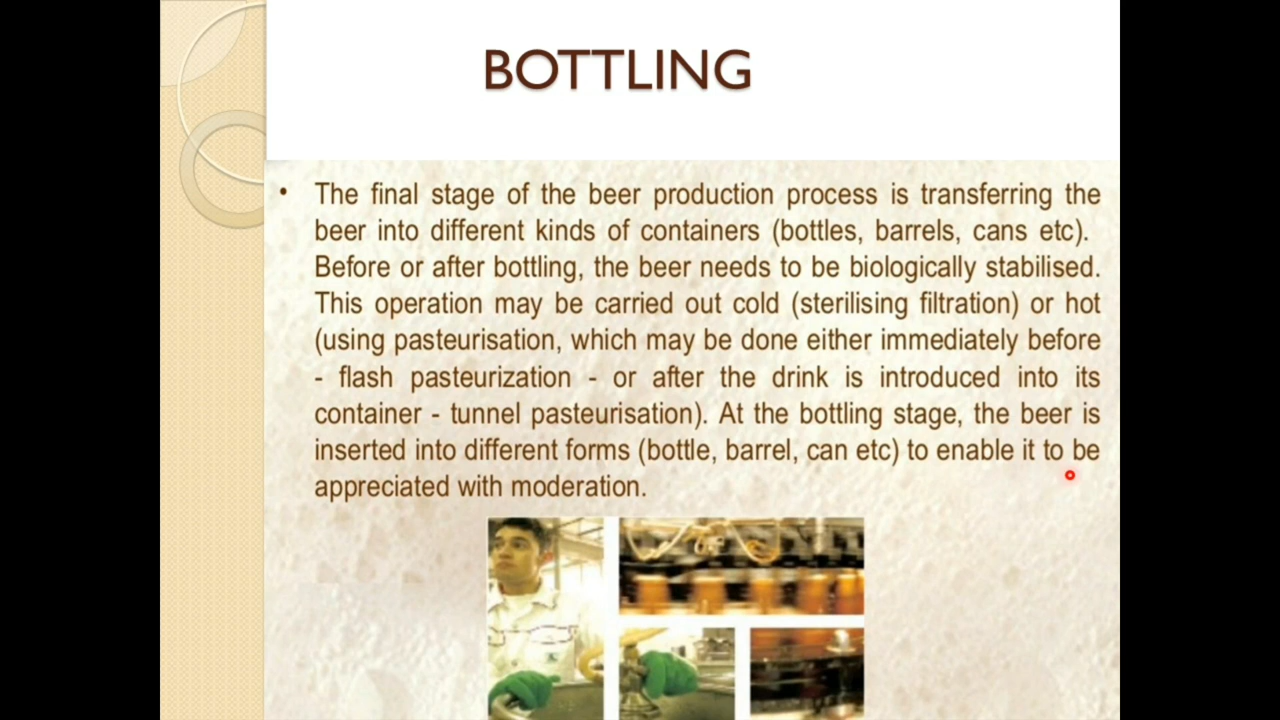 BOTTLING
• The final stage of the beer production process is transferring the
beer into different kinds of containers (bottles, barrels, cans etc).
Before or after bottling, the beer needs to be biologically stabilised.
This operation may be carried out cold (sterilising filtration) or hot
(using pasteurisation, which may be done either immediately before
- flash pasteurization - or after the drink is introduced into its
container - tunnel pasteurisation). At the bottling stage, the beer is
inserted into different forms (bottle, barrel, can etc) to enable it to be
appreciated with moderation.